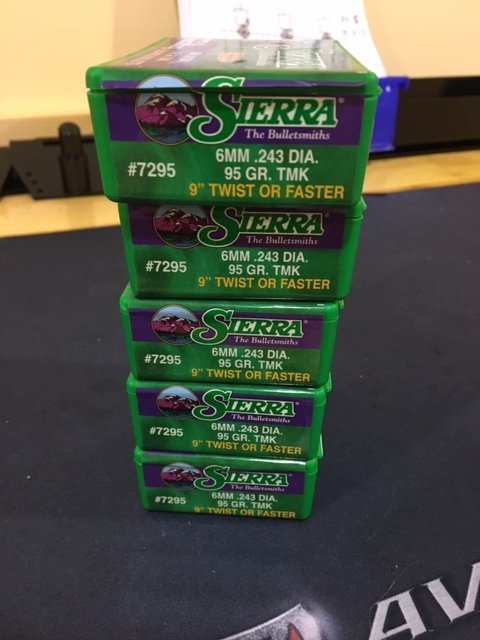 SIERRA®
The Bulletsmiths
#7295
6MM .243 DIA.
95 GR. TMK
9” TWIST OR FASTER
SIERRA®
The Bulletsmiths
#7295
6MM .243 DIA.
95 GR. TMK
9” TWIST OR FASTER
SIERRA®
The Bulletsmiths
#7295
6MM .243 DIA.
95 GR. TMK
9” TWIST OR FASTER
SIERRA®
The Bulletsmiths
#7295
6MM .243 DIA.
95 GR. TMK
9” TWIST OR FASTER
SIERRA®
The Bulletsmiths
#7295
6MM .243 DIA.
95 GR. TMK
9” TWIST OR FASTER
AV